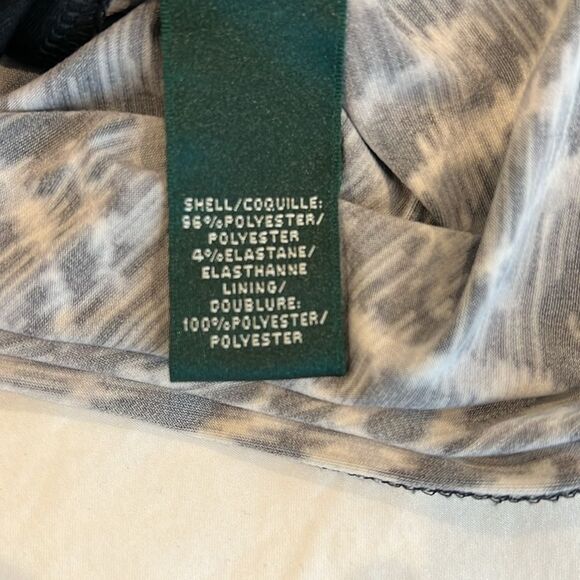 SHELL/COQUILLE:
96%POLYESTER/
POLYESTER
4%ELASTANE/
ELASTHANNE
LINING/
DOUBLURE:
100%POLYESTER/
POLYESTER